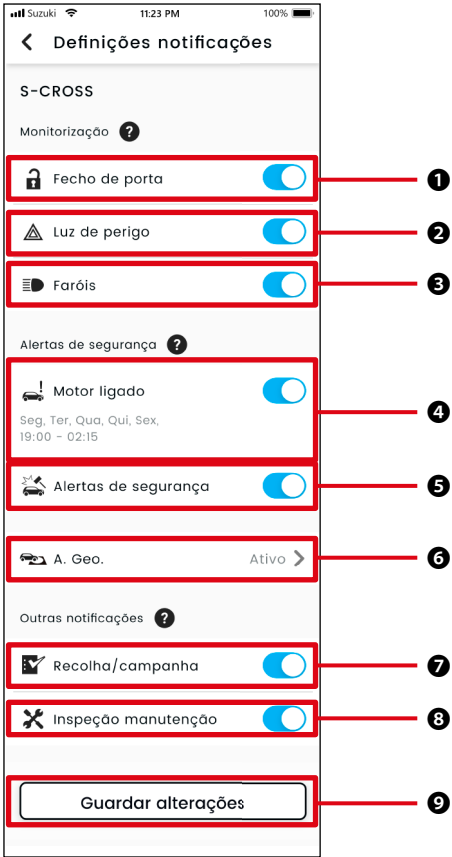 Suzuki 11:23 PM 100%
Definições notificações
S-CROSS
Monitorização ?
Fecho de porta 1
Luz de perigo 2
Faróis 3
Alertas de segurança ?
Motor ligado
Seg, Ter, Qua, Qui, Sex, 4
19:00 - 02:15
Alertas de segurança 5
A. Geo. Ativo 6
Outras notificações ?
Recolha/campanha 7
Inspeção manutenção 8
Guardar alterações 9